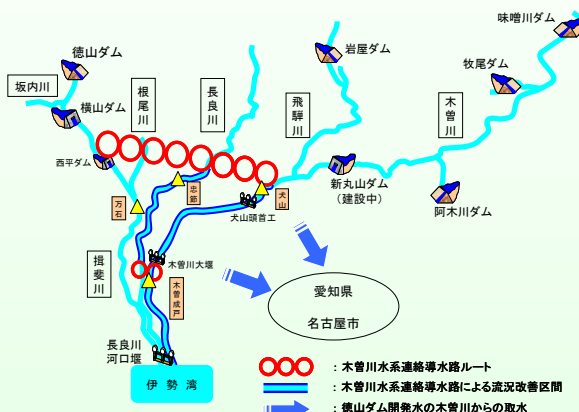 味噌川ダム
徳山ダム
岩屋ダム
牧尾ダム
坂内川
根尾川
長良川
飛騨川
木曽川
横山ダム
西平ダム
新丸山ダム
(建設中)
阿木川ダム
忠節
犬山
万石
犬山頭首工
揖斐川
木曽川大堰
木曽成戸
愛知県
名古屋市
長良川
河口堰
伊勢湾
:木曽川水系連絡導水路ルート
:木曽川水系連絡導水路による流況改善区間
:徳山ダム開発水の木曽川からの取水